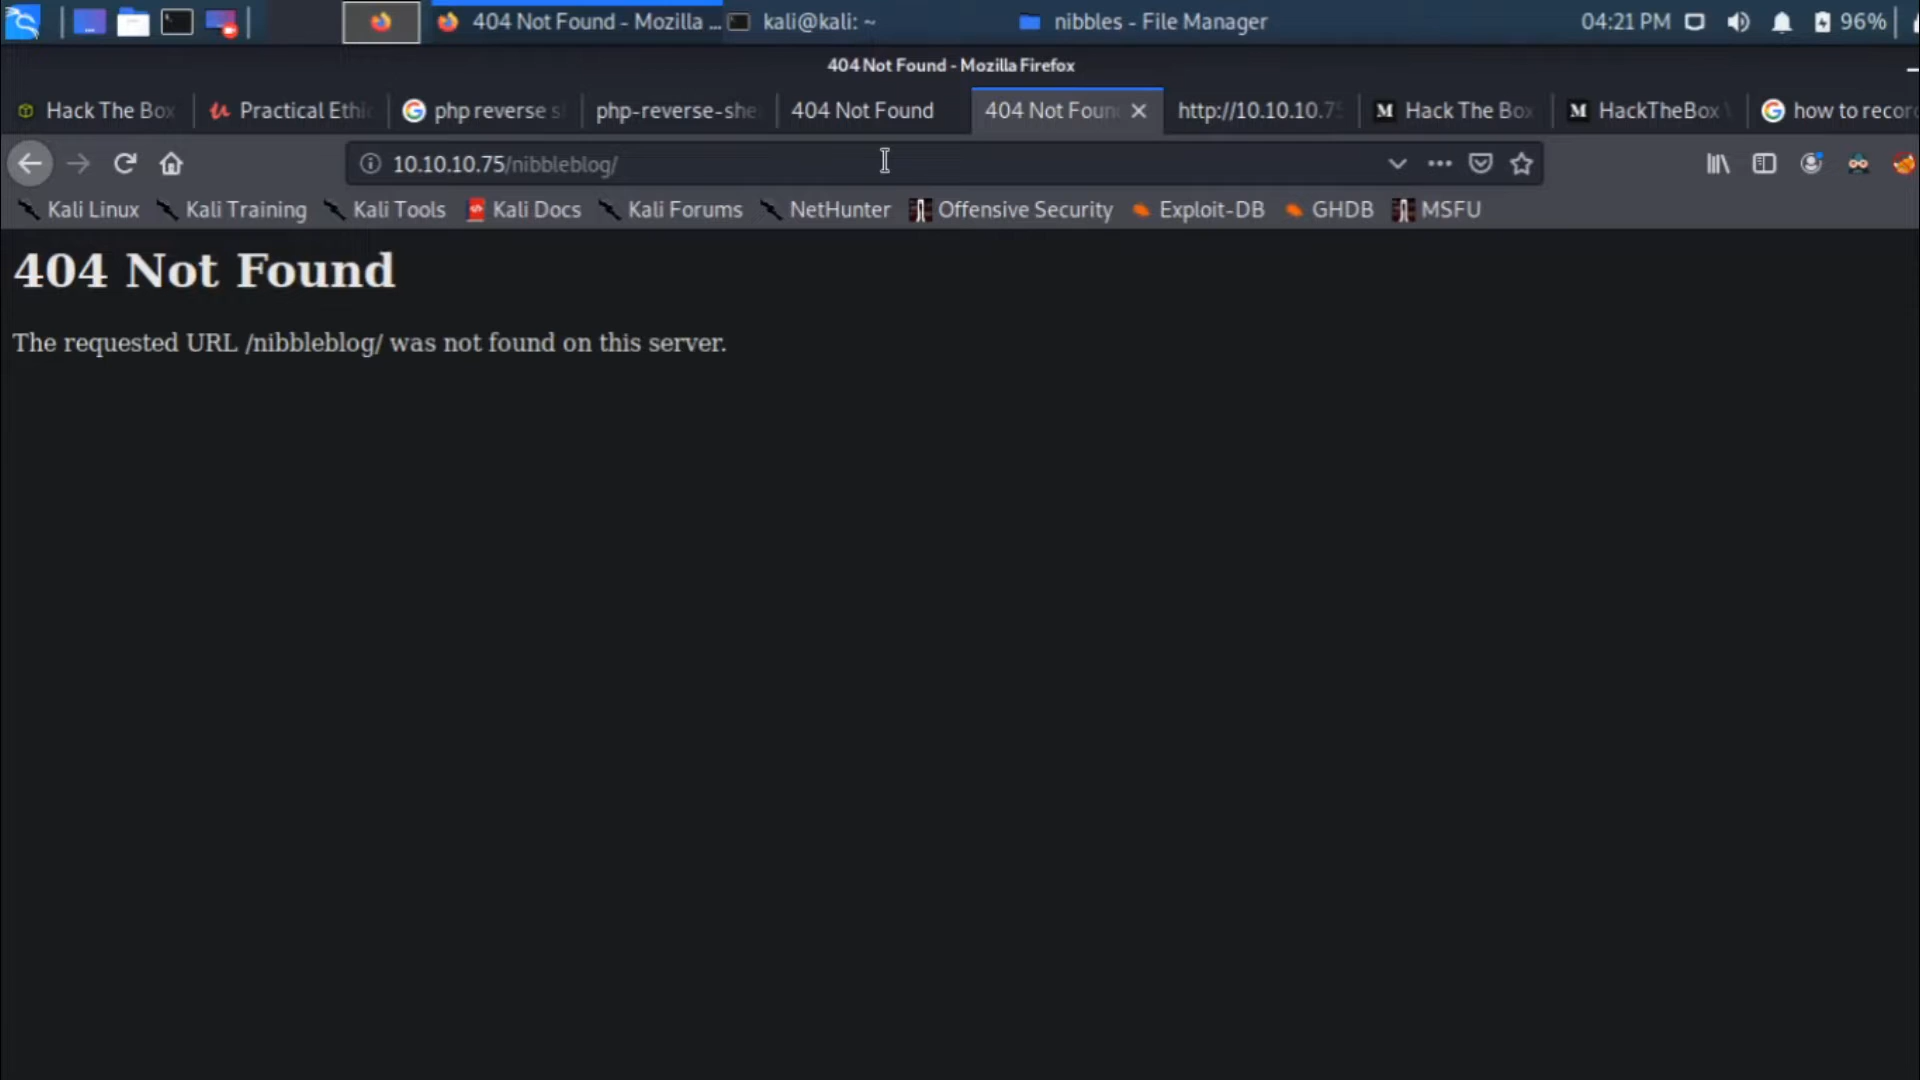 404 Not Found - Mozilla ... kali@kali: ~ nibbles - File Manager 04:21 PM 96%
404 Not Found - Mozilla Firefox
Hack The Box Practical Ethi php reverse s php-reverse-she 404 Not Found 404 Not Foun http://10.10.10.75 Hack The Box HackTheBox how to recor
10.10.10.75/nibbleblog/
Kali Linux Kali Training Kali Tools Kali Docs Kali Forums NetHunter Offensive Security Exploit-DB GHDB MSFU
404 Not Found
The requested URL /nibbleblog/ was not found on this server.